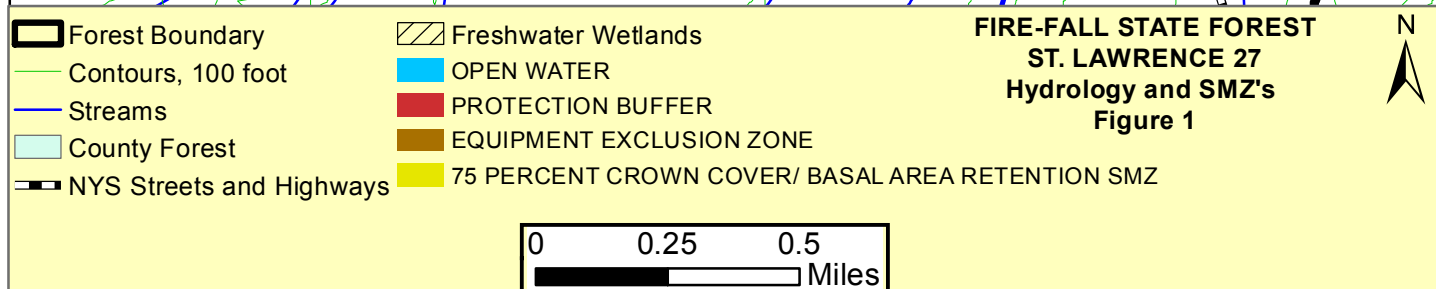 Forest Boundary
Contours, 100 foot
Streams
County Forest
NYS Streets and Highways
Freshwater Wetlands
OPEN WATER
PROTECTION BUFFER
EQUIPMENT EXCLUSION ZONE
75 PERCENT CROWN COVER/ BASAL AREA RETENTION SMZ
FIRE-FALL STATE FOREST
ST. LAWRENCE 27
Hydrology and SMZ's
Figure 1
N
0 0.25 0.5
Miles